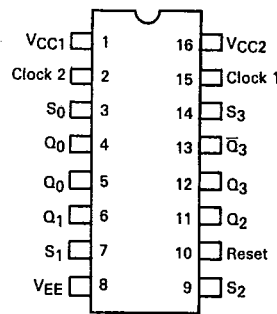 VCC1 1 16 VCC2
Clock 2 2 15 Clock 1
S0 3 14 S3
Q0 4 13 Q̅3
Q0 5 12 Q3
Q1 6 11 Q2
S1 7 10 Reset
VEE 8 9 S2